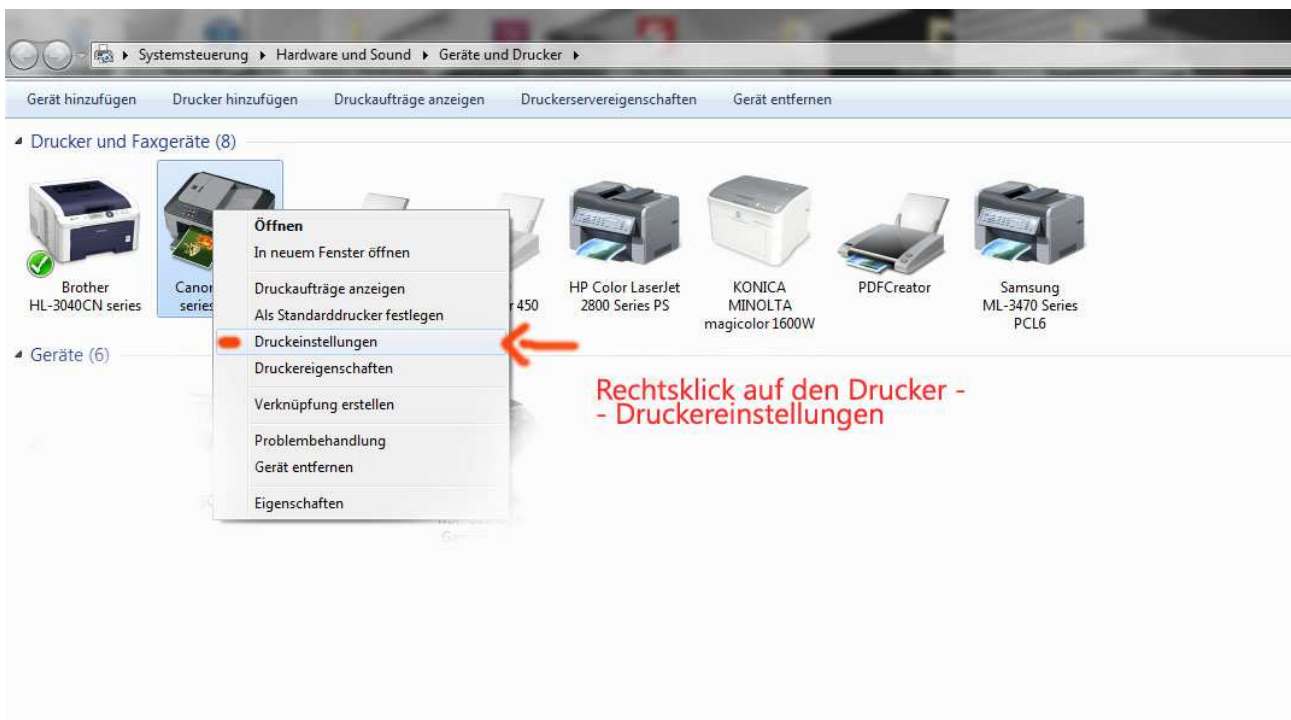 Systemsteuerung Hardware und Sound Geräte und Drucker
Gerät hinzufügen Drucker hinzufügen Druckaufträge anzeigen Druckerservereigenschaften Gerät entfernen
Drucker und Faxgeräte (8)
Brother
HL-3040CN series
Canon
series
450
HP Color LaserJet
2800 Series PS
KONICA
MINOLTA
magicolor 1600W
PDFCreator
Samsung
ML-3470 Series
PCL6
Öffnen
In neuem Fenster öffnen
Druckaufträge anzeigen
Als Standarddrucker festlegen
Druckeinstellungen
Druckereigenschaften
Verknüpfung erstellen
Problembehandlung
Gerät entfernen
Eigenschaften
Geräte (6)
Rechtsklick auf den Drucker -
- Druckereinstellungen